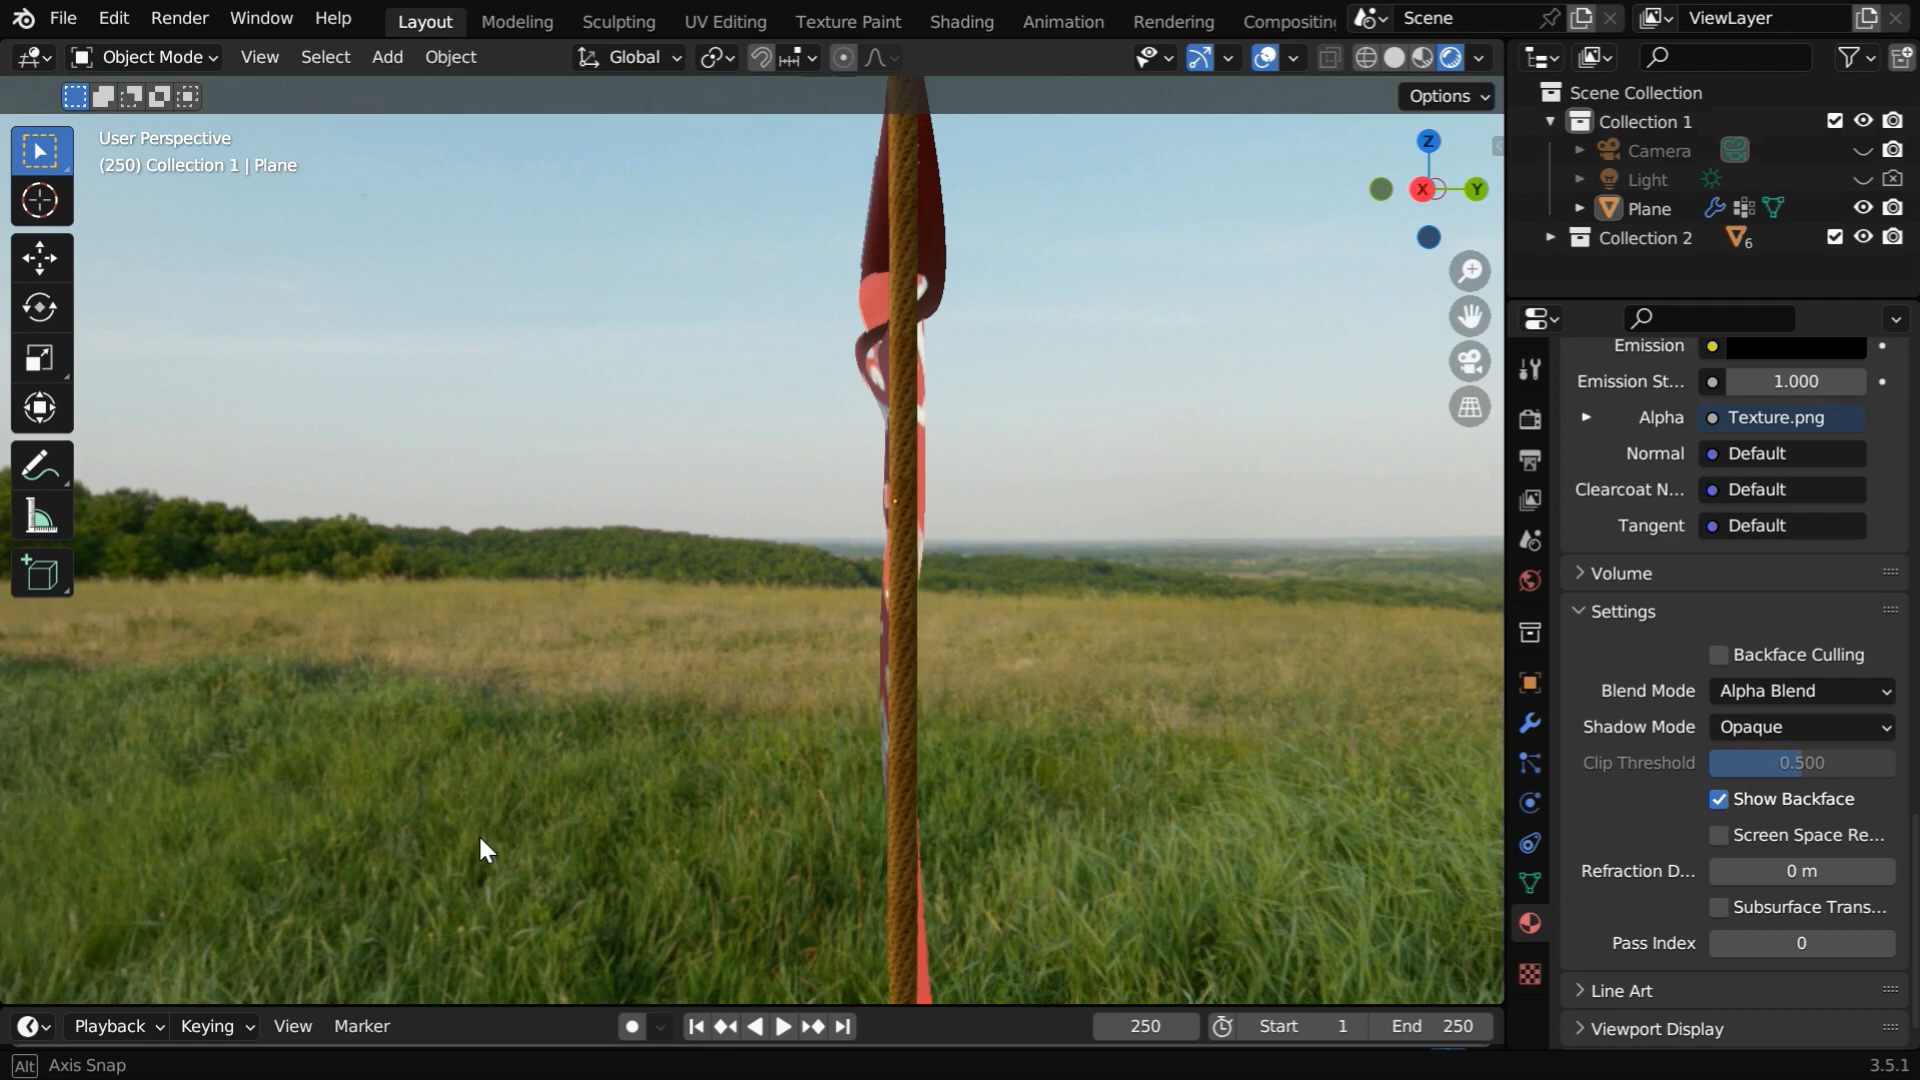 File Edit Render Window Help Layout Modeling Sculpting UV Editing Texture Paint Shading Animation Rendering Compositing Scene ViewLayer
Object Mode View Select Add Object Global
Options
User Perspective
(250) Collection 1 | Plane
Z
X Y
Scene Collection
Collection 1
Camera
Light
Plane
Collection 2 6
Emission
Emission St... 1.000
Alpha Texture.png
Normal Default
Clearcoat N... Default
Tangent Default
Volume
Settings
Backface Culling
Blend Mode Alpha Blend
Shadow Mode Opaque
Clip Threshold 0.500
Show Backface
Screen Space Re...
Refraction D... 0 m
Subsurface Trans...
Pass Index 0
Line Art
Viewport Display
Playback Keying View Marker 250 Start 1 End 250
Alt Axis Snap 3.5.1